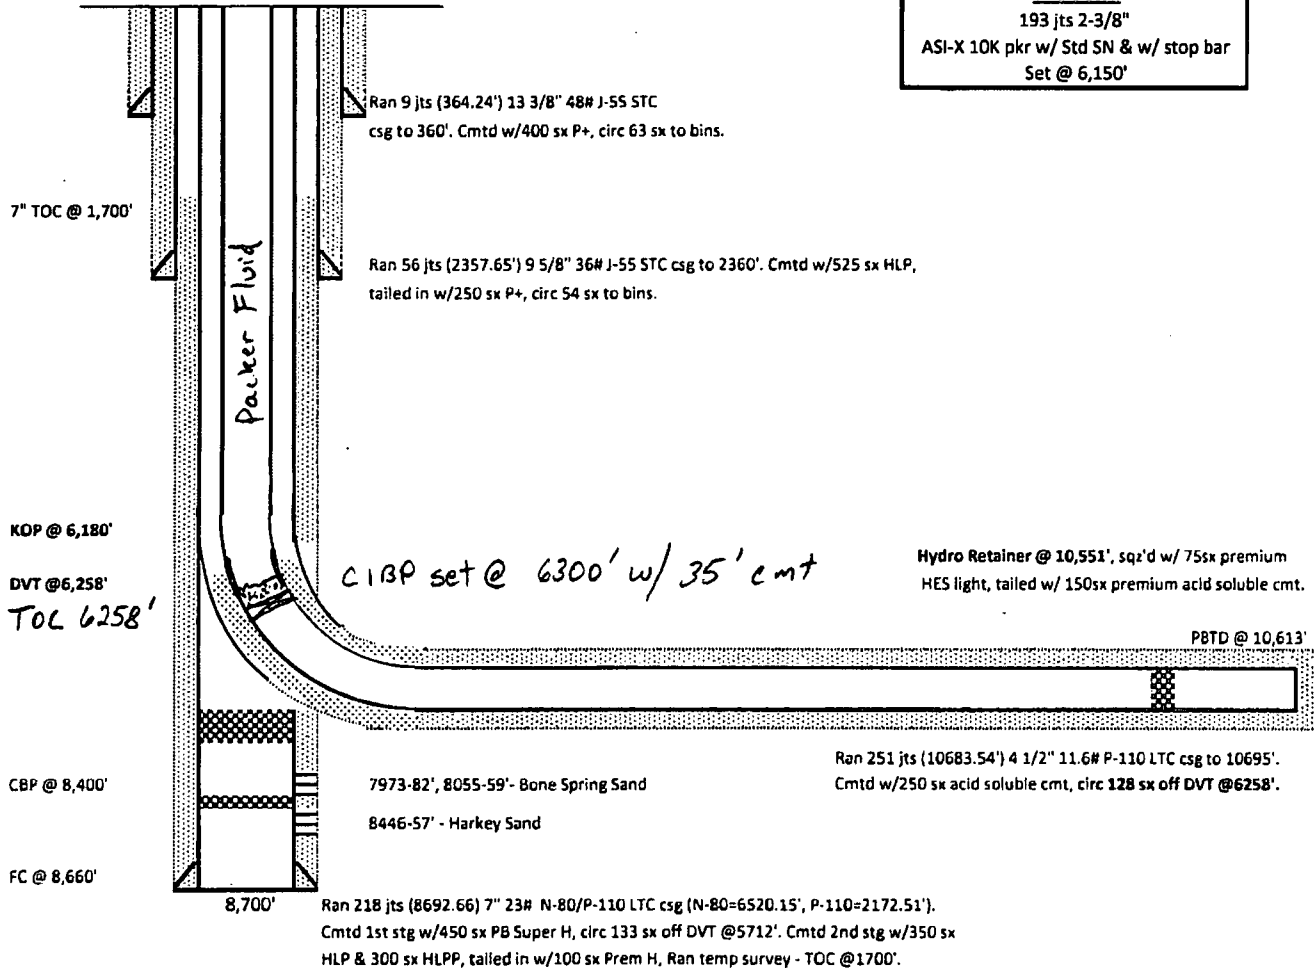 193 jts 2-3/8"
ASI-X 10K pkr w/ Std SN & w/ stop bar
Set @ 6,150'
Ran 9 jts (364.24') 13 3/8" 48# J-55 STC
csg to 360'. Cmtd w/400 sx P+, circ 63 sx to bins.
7" TOC @ 1,700'
Ran 56 jts (2357.65') 9 5/8" 36# J-55 STC csg to 2360'. Cmtd w/525 sx HLP,
tailed in w/250 sx P+, circ 54 sx to bins.
Packer Fluid
KOP @ 6,180'
DVT @6,258'
TOC 6258'
CIBP set @ 6300' w/ 35' cmt
Hydro Retainer @ 10,551', sqz'd w/ 75sx premium
HES light, tailed w/ 150sx premium acid soluble cmt.
PBTD @ 10,613'
Ran 251 jts (10683.54') 4 1/2" 11.6# P-110 LTC csg to 10695'.
Cmtd w/250 sx acid soluble cmt, circ 128 sx off DVT @6258'.
CBP @ 8,400'
7973-82', 8055-59'- Bone Spring Sand
8446-57' - Harkey Sand
FC @ 8,660'
8,700'
Ran 218 jts (8692.66) 7" 23# N-80/P-110 LTC csg (N-80=6520.15', P-110=2172.51').
Cmtd 1st stg w/450 sx PB Super H, circ 133 sx off DVT @5712'. Cmtd 2nd stg w/350 sx
HLP & 300 sx HLPP, tailed in w/100 sx Prem H, Ran temp survey - TOC @1700'.